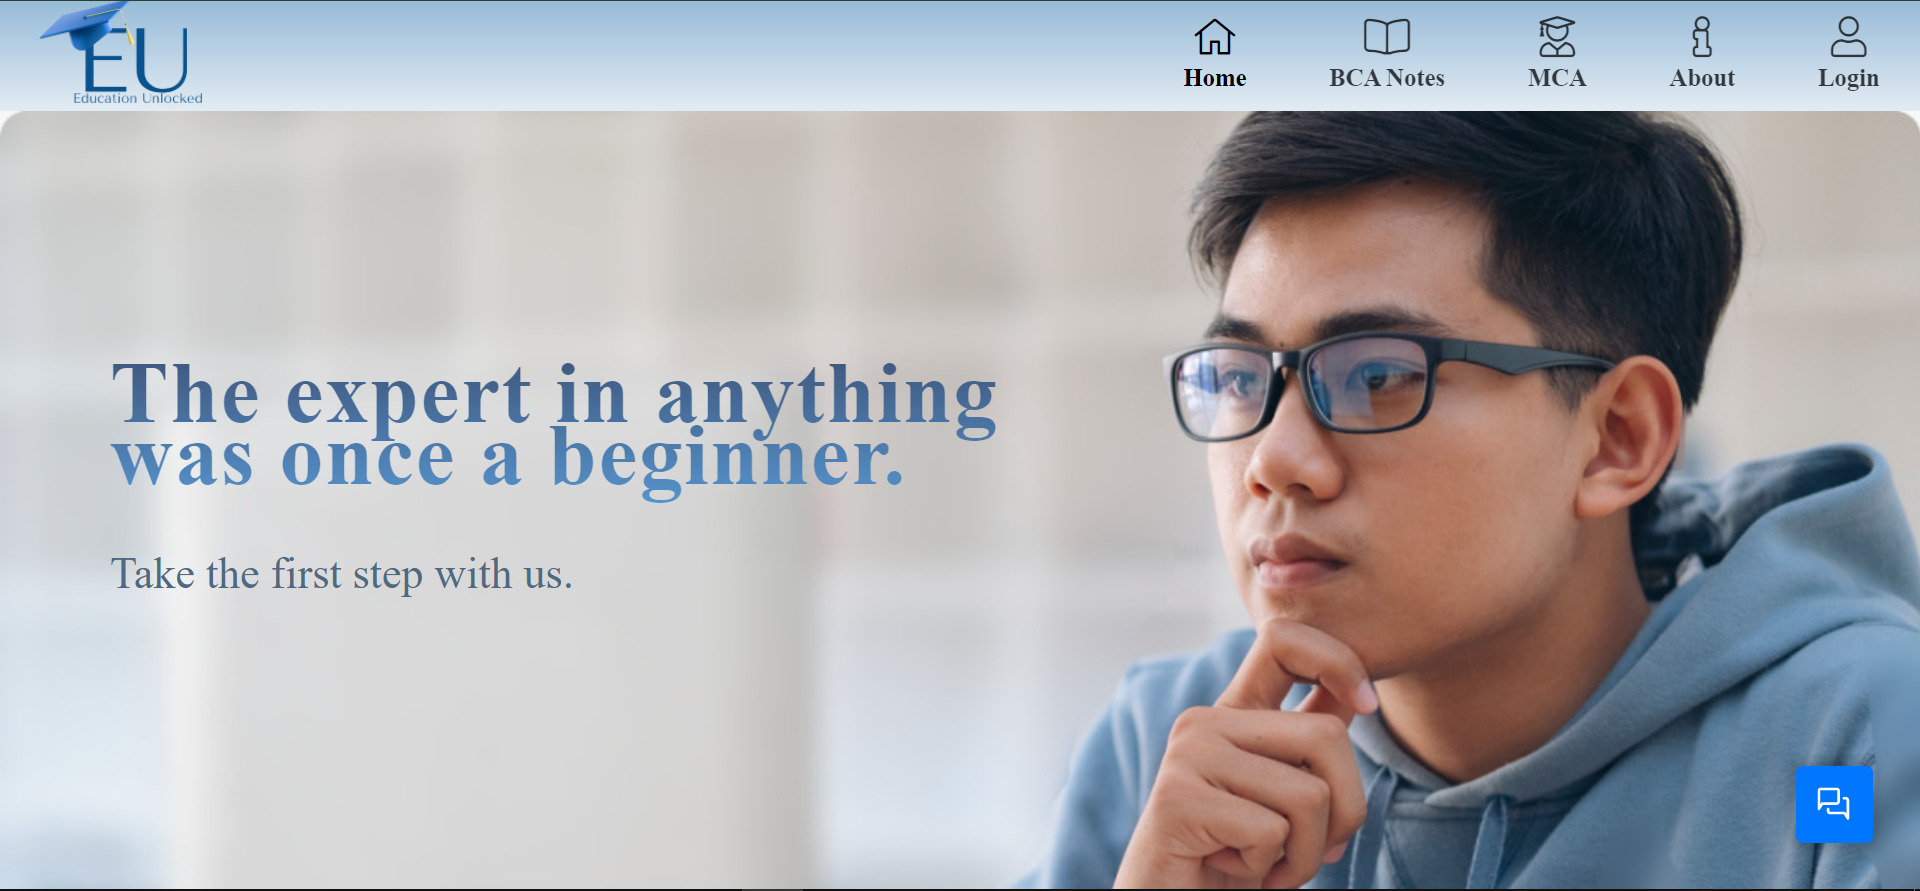 EU
Education Unlocked
Home
BCA Notes
MCA
About
Login
The expert in anything
was once a beginner.
Take the first step with us.